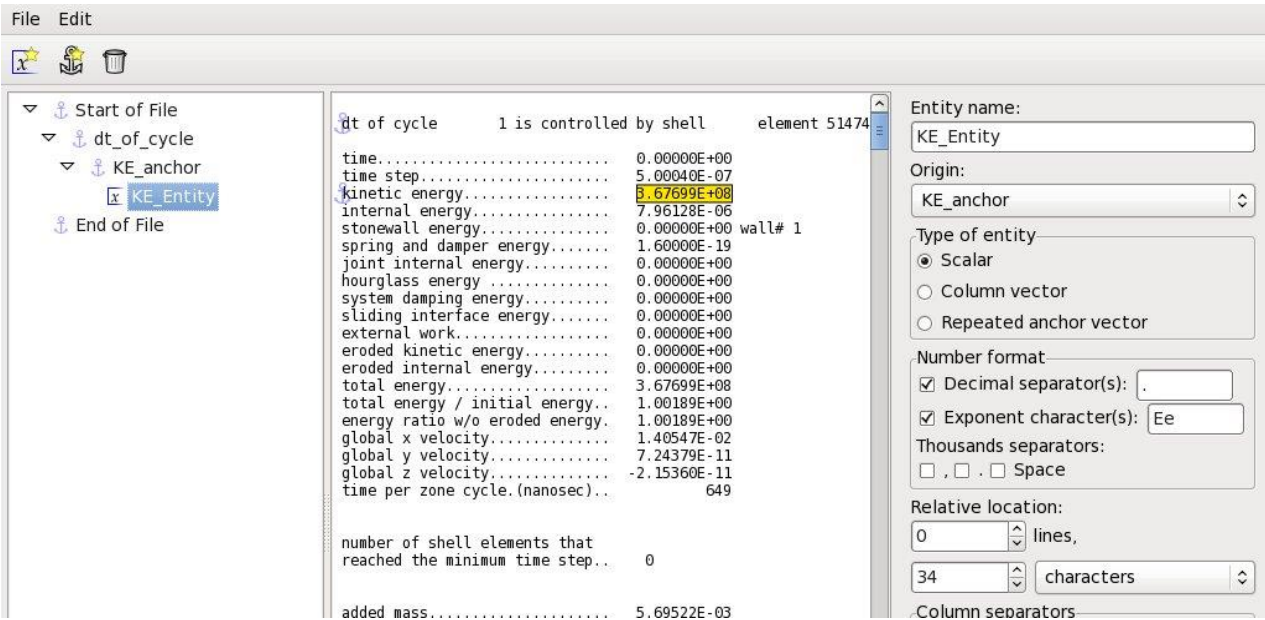 File Edit
Start of File
dt_of_cycle
KE_anchor
KE_Entity
End of File
dt of cycle 1 is controlled by shell element 51474
time........................... 0.00000E+00
time step...................... 5.00040E-07
kinetic energy................. 3.67699E+08
internal energy................ 7.96128E-06
stonewall energy............... 0.00000E+00 wall# 1
spring and damper energy....... 1.60000E-19
joint internal energy.......... 0.00000E+00
hourglass energy .............. 0.00000E+00
system damping energy.......... 0.00000E+00
sliding interface energy....... 0.00000E+00
external work.................. 0.00000E+00
eroded kinetic energy.......... 0.00000E+00
eroded internal energy......... 0.00000E+00
total energy................... 3.67699E+08
total energy / initial energy.. 1.00189E+00
energy ratio w/o eroded energy. 1.00189E+00
global x velocity.............. 1.40547E-02
global y velocity.............. 7.24379E-11
global z velocity.............. -2.15360E-11
time per zone cycle.(nanosec).. 649
number of shell elements that
reached the minimum time step.. 0
added mass..................... 5.69522E-03
Entity name:
KE_Entity
Origin:
KE_anchor
Type of entity
Scalar
Column vector
Repeated anchor vector
Number format
Decimal separator(s): .
Exponent character(s): Ee
Thousands separators:
, . Space
Relative location:
0 lines,
34 characters
Column separators